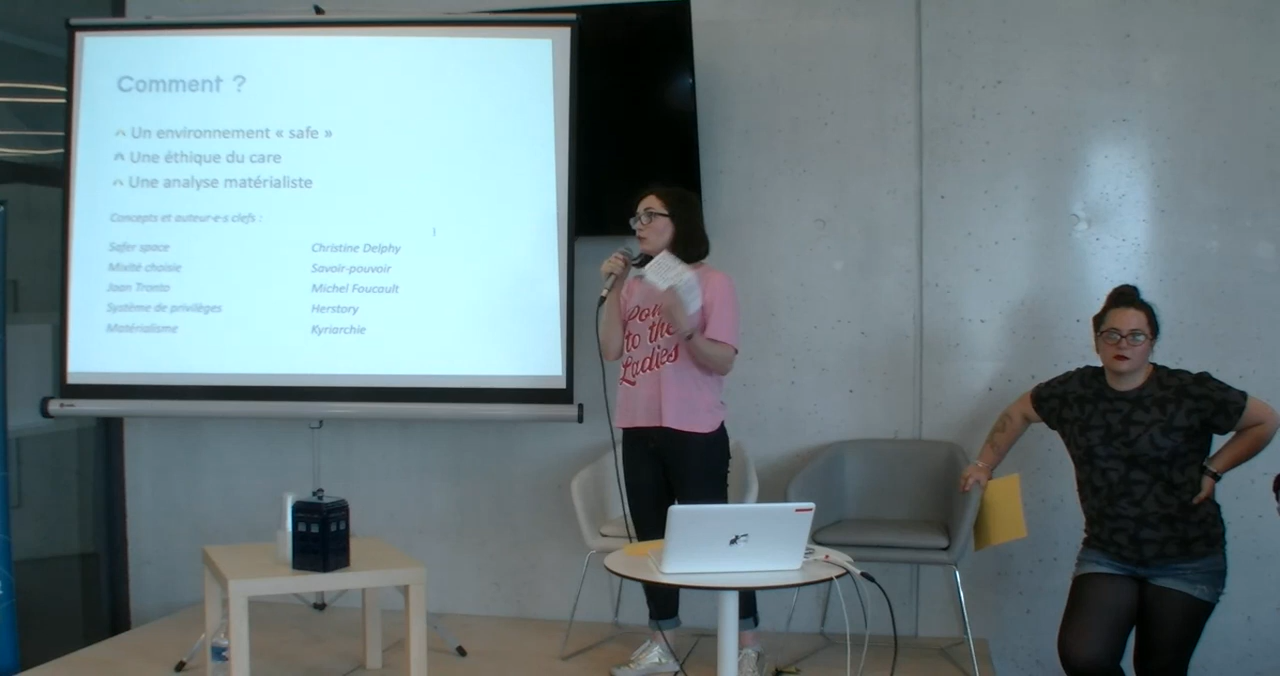 Comment ?
Un environnement « safe »
Une éthique du care
Une analyse matérialiste
Concepts et auteur-e-s clefs :
Safer space
Mixité choisie
Joan Tronto
Système de privilèges
Matérialisme
Christine Delphy
Savoir-pouvoir
Michel Foucault
Herstory
Kyriarchie
to the
Ladies